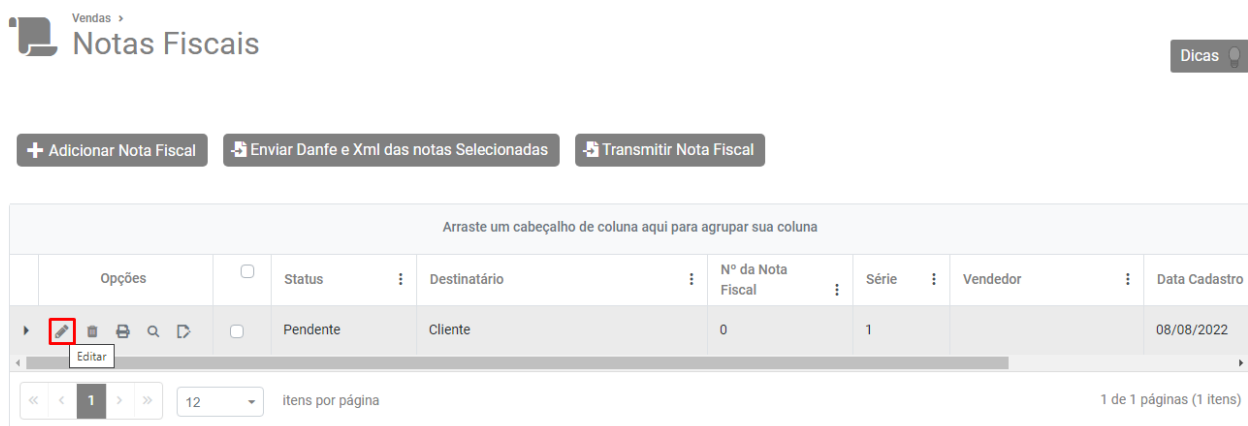 Vendas >
Notas Fiscais
Dicas
Adicionar Nota Fiscal
Enviar Danfe e Xml das notas Selecionadas
Transmitir Nota Fiscal
Arraste um cabeçalho de coluna aqui para agrupar sua coluna
Opções Status Destinatário Nº da Nota Fiscal Série Vendedor Data Cadastro
Pendente Cliente 0 1 08/08/2022
Editar
1 12 itens por página 1 de 1 páginas (1 itens)